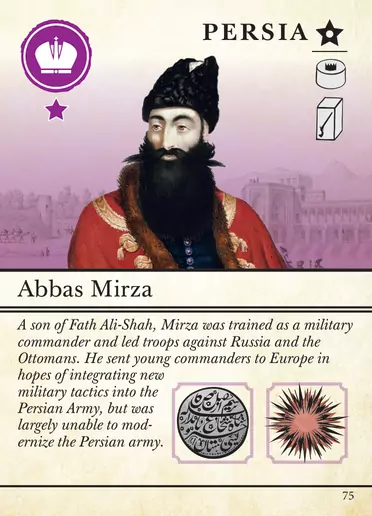 PERSIA
Abbas Mirza
A son of Fath Ali-Shah, Mirza was trained as a military
commander and led troops against Russia and the
Ottomans. He sent young commanders to Europe in
hopes of integrating new
military tactics into the
Persian Army, but was
largely unable to mod-
ernize the Persian army.
75